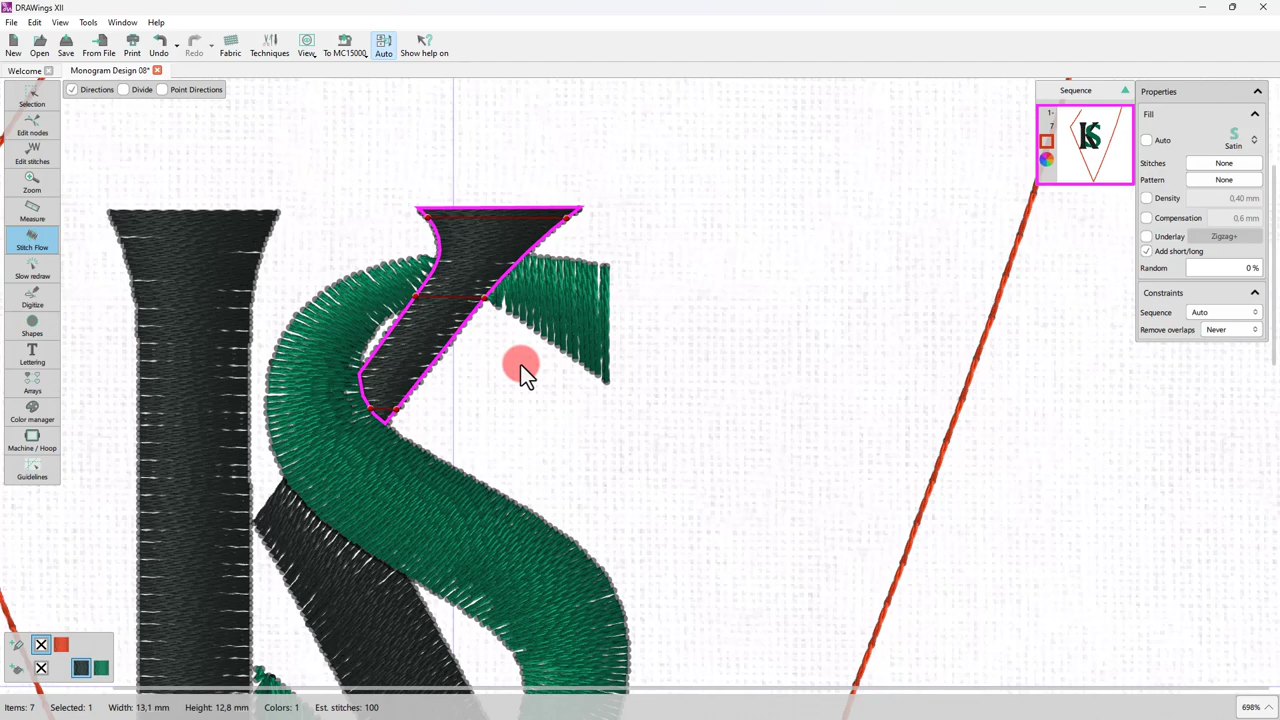 DRAWings XII
File Edit View Tools Window Help
New Open Save From File Print Undo Redo Fabric Techniques View To MC15000 Auto Show help on
Welcome Monogram Design 08*
Directions Divide Point Directions
Selection
Edit nodes
Edit stitches
Zoom
Measure
Stitch Flow
Slow redraw
Digitize
Shapes
Lettering
Arrays
Color manager
Machine / Hoop
Guidelines
Sequence
1-
7
KS
Properties
Fill
Auto S Satin
Stitches None
Pattern None
Density 0,40 mm
Compensation 0,6 mm
Underlay Zigzag+
Add short/long
Random 0 %
Constraints
Sequence Auto
Remove overlaps Never
Items: 7 Selected: 1 Width: 13,1 mm Height: 12,8 mm Colors: 1 Est. stitches: 100 698%